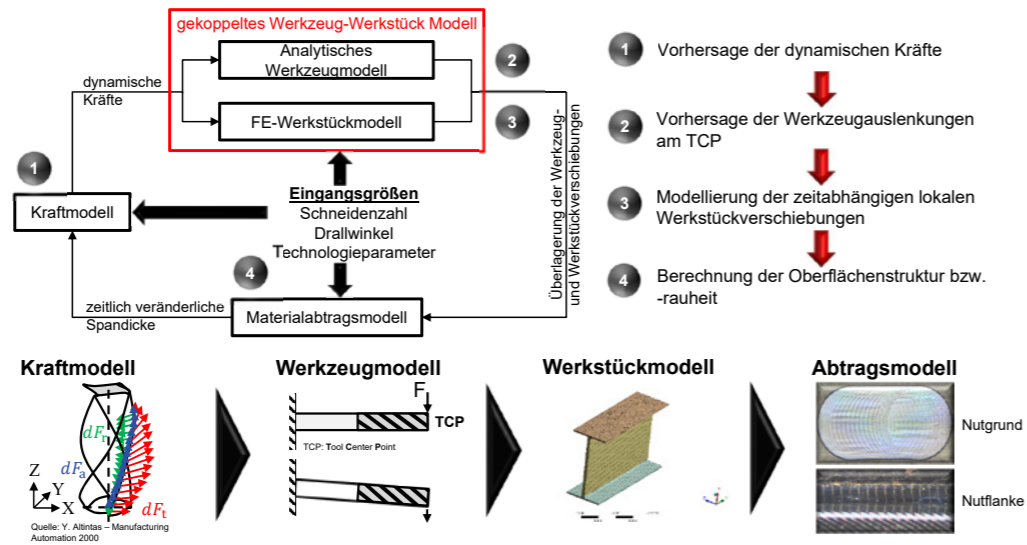 gekoppeltes Werkzeug-Werkstück Modell
Analytisches
Werkzeugmodell
FE-Werkstückmodell
dynamische
Kräfte
1
2
3
4
Kraftmodell
Eingangsgrößen
Schneidenzahl
Drallwinkel
Technologieparameter
Überlagerung der Werkzeug-
und Werkstückverschiebungen
zeitlich veränderliche
Spandicke
Materialabtragsmodell
1 Vorhersage der dynamischen Kräfte
2 Vorhersage der Werkzeugauslenkungen
am TCP
3 Modellierung der zeitabhängigen lokalen
Werkstückverschiebungen
4 Berechnung der Oberflächenstruktur bzw.
-rauheit
Kraftmodell
dFr
dFa
dFt
Z
Y
X
Quelle: Y. Altintas – Manufacturing
Automation 2000
Werkzeugmodell
F
TCP
TCP: Tool Center Point
Werkstückmodell
Abtragsmodell
Nutgrund
Nutflanke